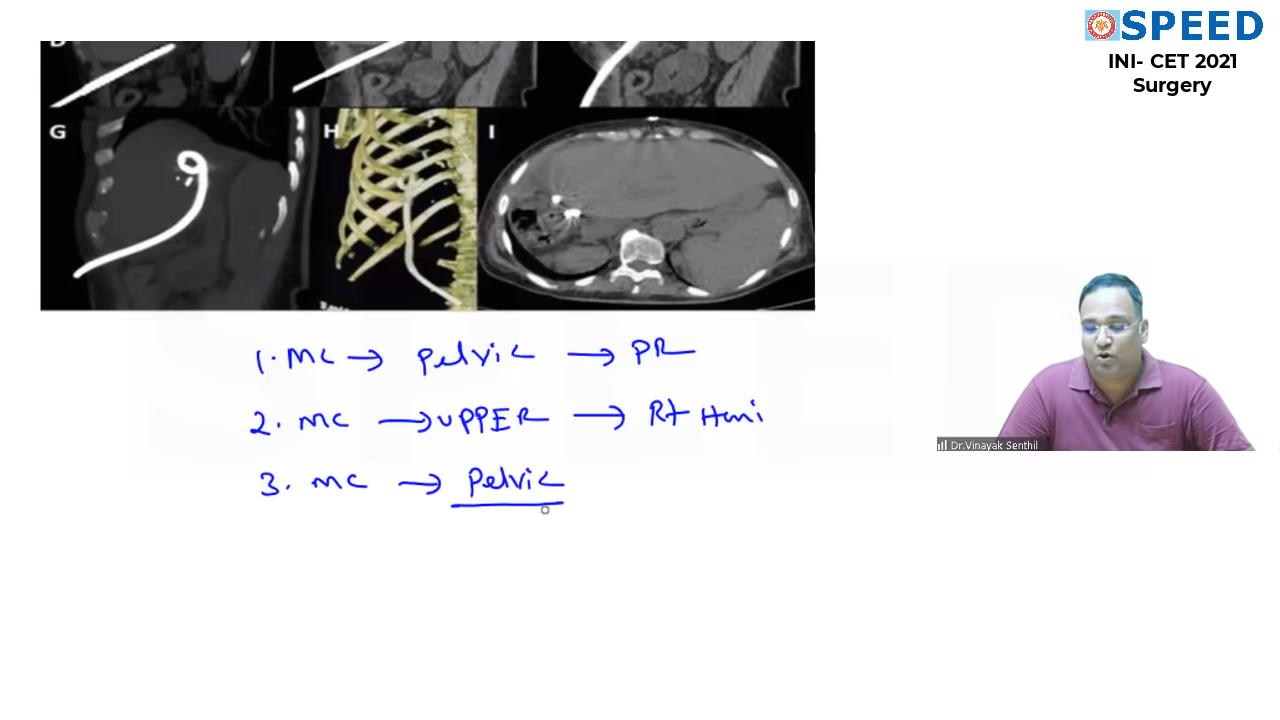 SPEED
INI- CET 2021
Surgery
D
G
H
I
1. MC → Pelvic → PR
2. MC → UPPER → Rt Hemi
3. MC → Pelvic
Dr.Vinayak Senthil